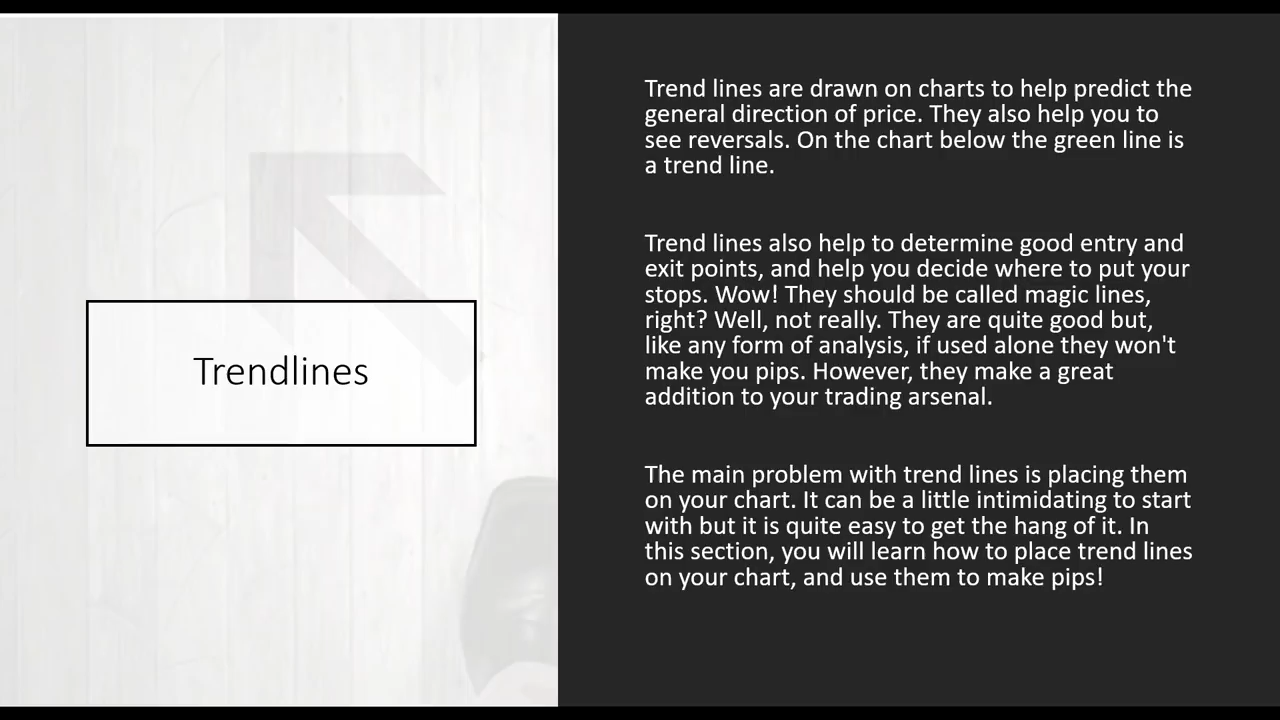 Trendlines
Trend lines are drawn on charts to help predict the
general direction of price. They also help you to
see reversals. On the chart below the green line is
a trend line.
Trend lines also help to determine good entry and
exit points, and help you decide where to put your
stops. Wow! They should be called magic lines,
right? Well, not really. They are quite good but,
like any form of analysis, if used alone they won't
make you pips. However, they make a great
addition to your trading arsenal.
The main problem with trend lines is placing them
on your chart. It can be a little intimidating to start
with but it is quite easy to get the hang of it. In
this section, you will learn how to place trend lines
on your chart, and use them to make pips!